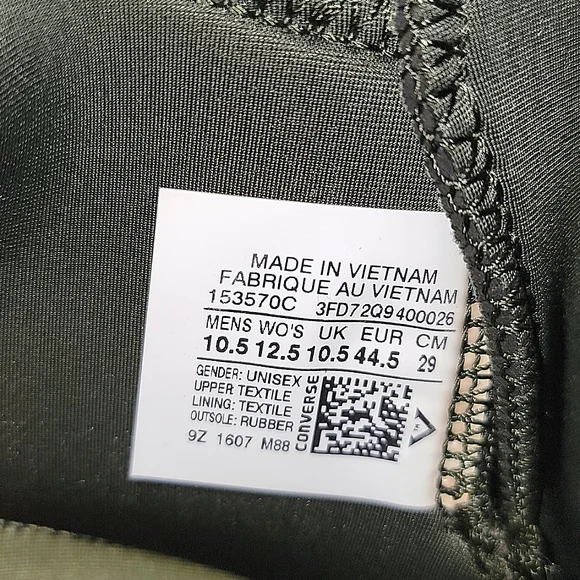 MADE IN VIETNAM
FABRIQUE AU VIETNAM
153570C 3FD72Q9400026
MENS WO'S UK EUR CM
10.5 12.5 10.5 44.5 29
GENDER: UNISEX
UPPER: TEXTILE
LINING: TEXTILE
OUTSOLE: RUBBER
9Z 1607 M88
CONVERSE